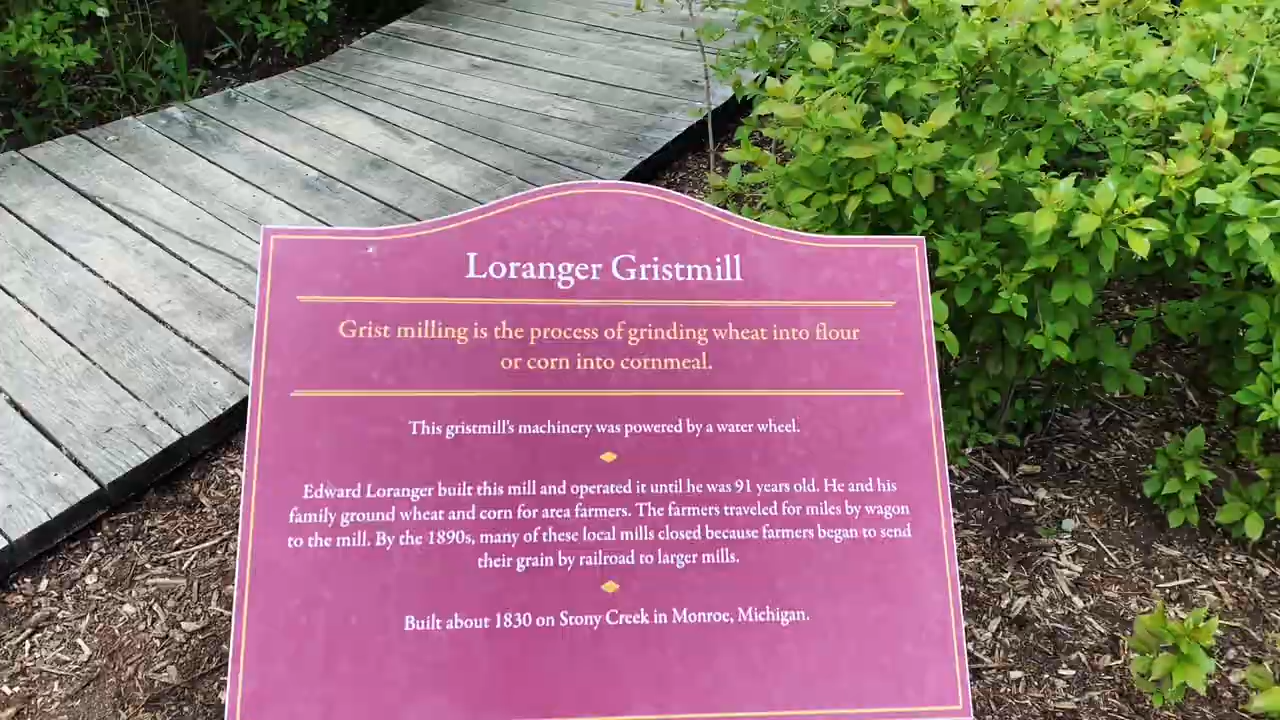 Loranger Gristmill
Grist milling is the process of grinding wheat into flour
or corn into cornmeal.
This gristmill's machinery was powered by a water wheel.
Edward Loranger built this mill and operated it until he was 91 years old. He and his
family ground wheat and corn for area farmers. The farmers traveled for miles by wagon
to the mill. By the 1890s, many of these local mills closed because farmers began to send
their grain by railroad to larger mills.
Built about 1830 on Stony Creek in Monroe, Michigan.